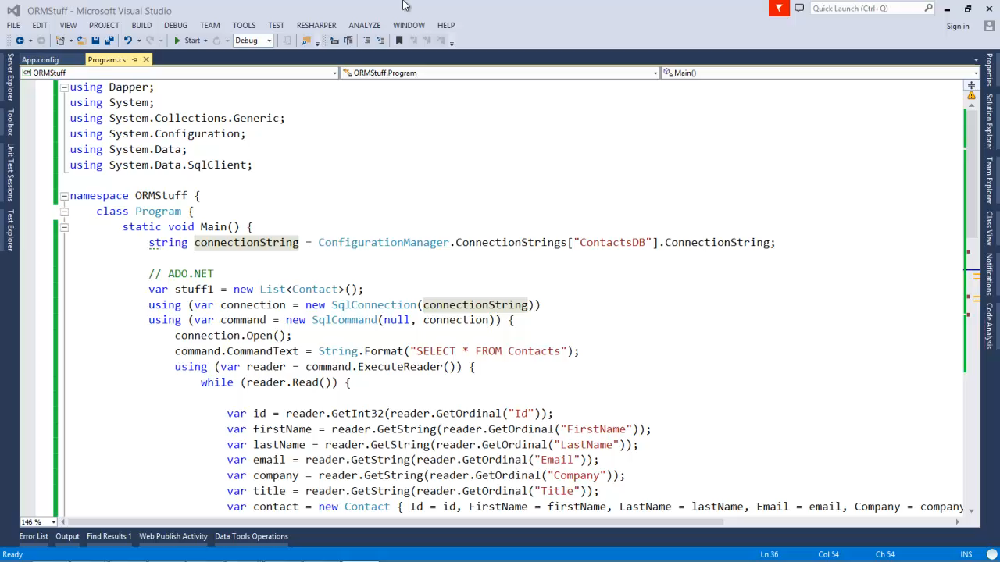 ORMStuff - Microsoft Visual Studio
Quick Launch (Ctrl+Q)
FILE EDIT VIEW PROJECT BUILD DEBUG TEAM TOOLS TEST RESHARPER ANALYZE WINDOW HELP
Sign in
Start Debug
App.config Program.cs
ORMStuff ORMStuff.Program Main()
Server Explorer
Toolbox
Unit Test Sessions
Test Explorer
using Dapper;
using System;
using System.Collections.Generic;
using System.Configuration;
using System.Data;
using System.Data.SqlClient;
namespace ORMStuff {
class Program {
static void Main() {
string connectionString = ConfigurationManager.ConnectionStrings["ContactsDB"].ConnectionString;
// ADO.NET
var stuff1 = new List<Contact>();
using (var connection = new SqlConnection(connectionString))
using (var command = new SqlCommand(null, connection)) {
connection.Open();
command.CommandText = String.Format("SELECT * FROM Contacts");
using (var reader = command.ExecuteReader()) {
while (reader.Read()) {
var id = reader.GetInt32(reader.GetOrdinal("Id"));
var firstName = reader.GetString(reader.GetOrdinal("FirstName"));
var lastName = reader.GetString(reader.GetOrdinal("LastName"));
var email = reader.GetString(reader.GetOrdinal("Email"));
var company = reader.GetString(reader.GetOrdinal("Company"));
var title = reader.GetString(reader.GetOrdinal("Title"));
var contact = new Contact { Id = id, FirstName = firstName, LastName = lastName, Email = email, Company = company
Properties
Solution Explorer
Team Explorer
Class View
Notifications
Code Analysis
146 %
Error List Output Find Results 1 Web Publish Activity Data Tools Operations
Ready Ln 36 Col 54 Ch 54 INS